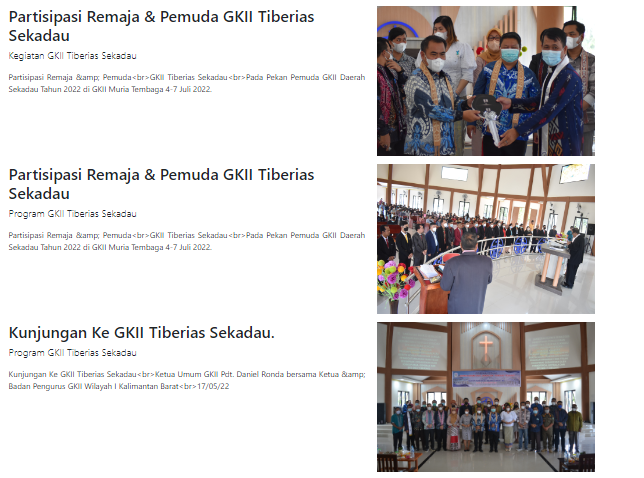 Partisipasi Remaja & Pemuda GKII Tiberias
Sekadau
Kegiatan GKII Tiberias Sekadau
Partisipasi Remaja &amp; Pemuda<br>GKII Tiberias Sekadau<br>Pada Pekan Pemuda GKII Daerah
Sekadau Tahun 2022 di GKII Muria Tembaga 4-7 Juli 2022.
Partisipasi Remaja & Pemuda GKII Tiberias
Sekadau
Program GKII Tiberias Sekadau
Partisipasi Remaja &amp; Pemuda<br>GKII Tiberias Sekadau<br>Pada Pekan Pemuda GKII Daerah
Sekadau Tahun 2022 di GKII Muria Tembaga 4-7 Juli 2022.
Kunjungan Ke GKII Tiberias Sekadau.
Program GKII Tiberias Sekadau
Kunjungan Ke GKII Tiberias Sekadau<br>Ketua Umum GKII Pdt. Daniel Ronda bersama Ketua &amp;
Badan Pengurus GKII Wilayah I Kalimantan Barat<br>17/05/22